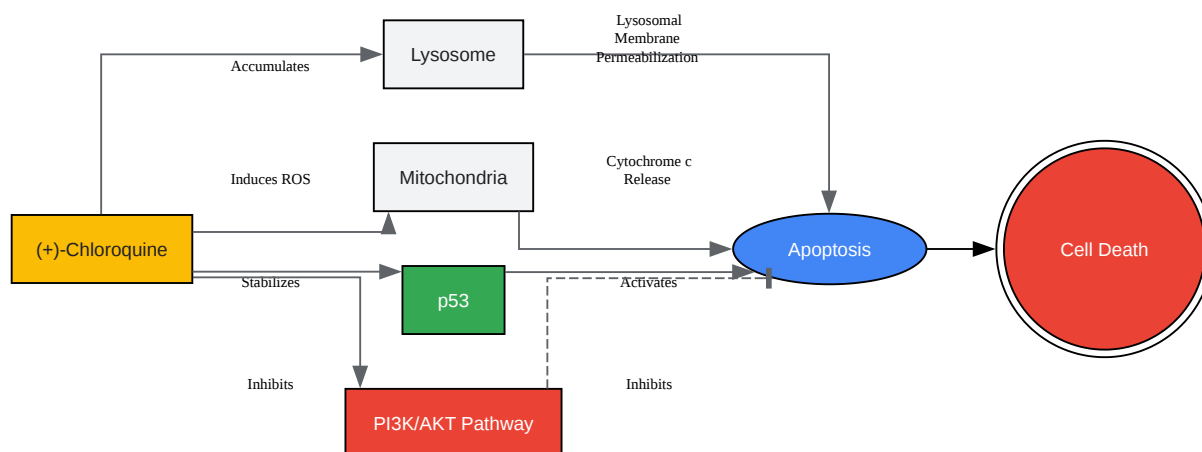 Lysosomal
Membrane
Permeabilization
Lysosome
Accumulates
Cytochrome c
Release
Mitochondria
Induces ROS
(+)-Chloroquine
Apoptosis
Cell Death
Stabilizes
p53
Activates
Inhibits
Inhibits
PI3K/AKT Pathway